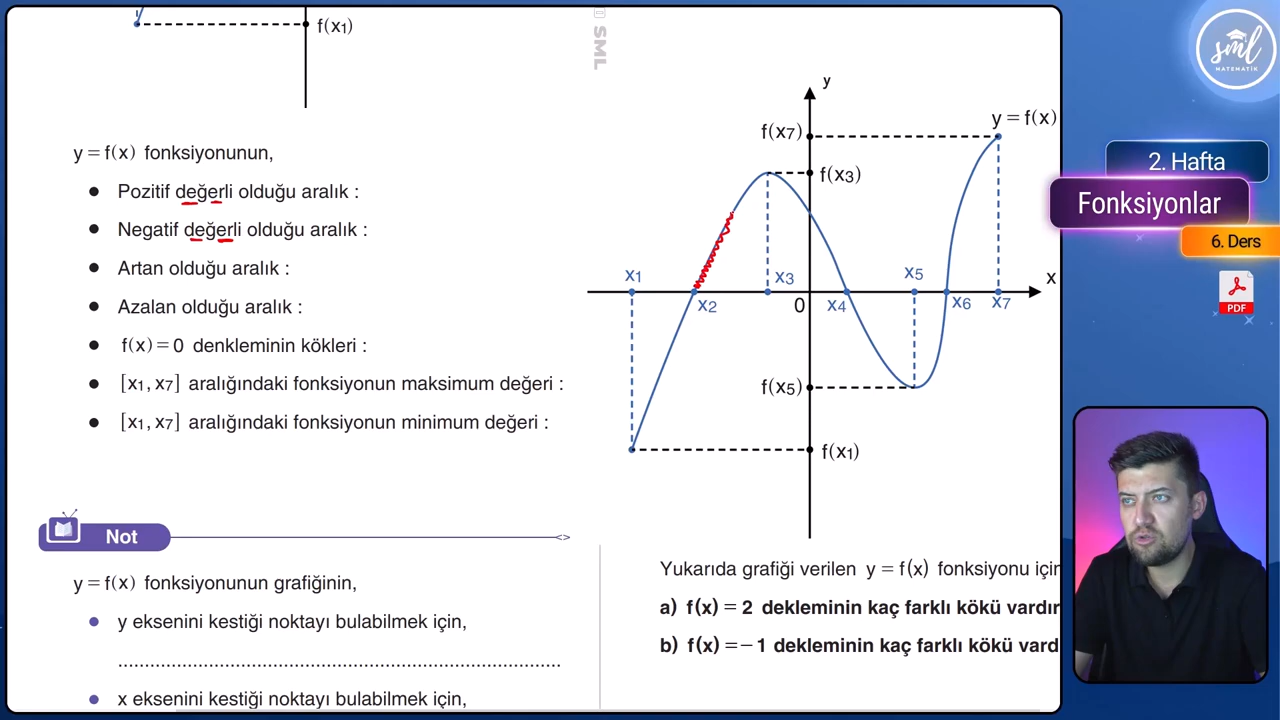 f(x1)
SML
y = f(x) fonksiyonunun,
● Pozitif değerli olduğu aralık :
● Negatif değerli olduğu aralık :
● Artan olduğu aralık :
● Azalan olduğu aralık :
● f(x) = 0 denkleminin kökleri :
● [x1, x7] aralığındaki fonksiyonun maksimum değeri :
● [x1, x7] aralığındaki fonksiyonun minimum değeri :
Not
y = f(x) fonksiyonunun grafiğinin,
● y eksenini kestiği noktayı bulabilmek için,
....................................................................................
● x eksenini kestiği noktayı bulabilmek için,
y
y = f(x)
f(x7)
f(x3)
x1
x3
x5
x
x2
0
x4
x6
x7
f(x5)
f(x1)
Yukarıda grafiği verilen y = f(x) fonksiyonu için
a) f(x) = 2 dekleminin kaç farklı kökü vardır
b) f(x) = − 1 dekleminin kaç farklı kökü vard
sml
MATEMATİK
2. Hafta
Fonksiyonlar
6. Ders
PDF